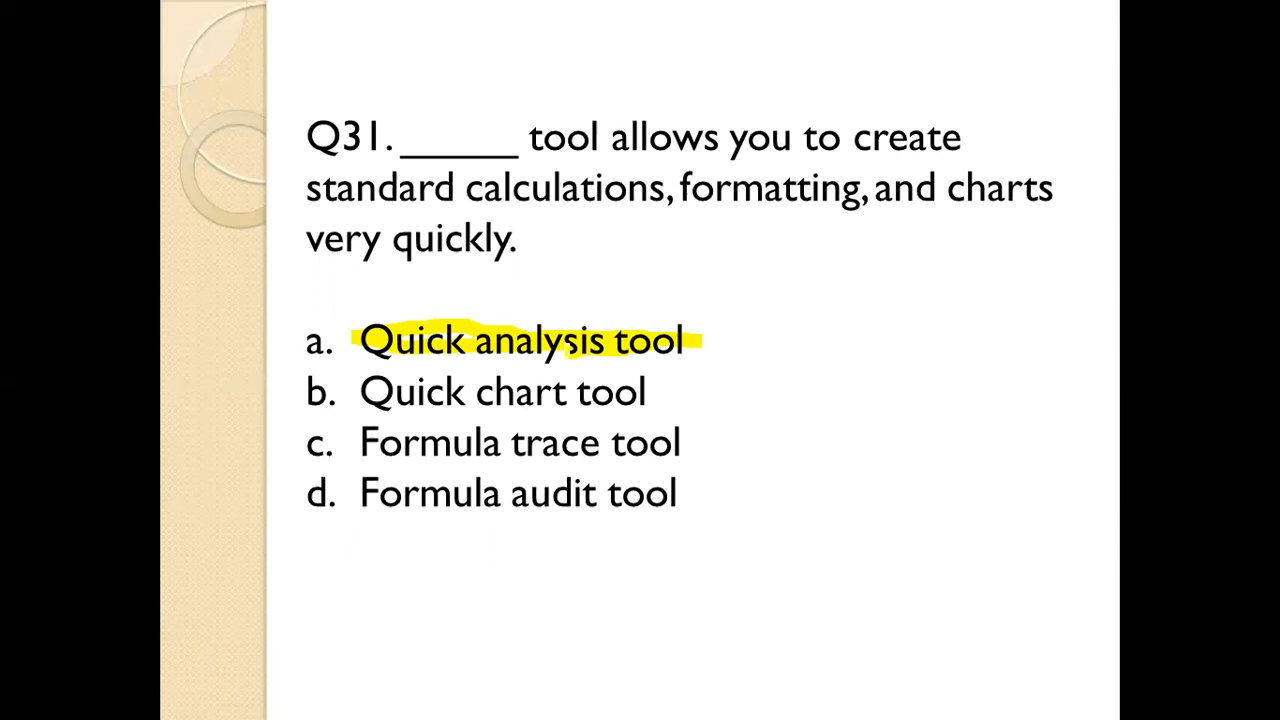 Q31. _____ tool allows you to create
standard calculations, formatting, and charts
very quickly.
a. Quick analysis tool
b. Quick chart tool
c. Formula trace tool
d. Formula audit tool